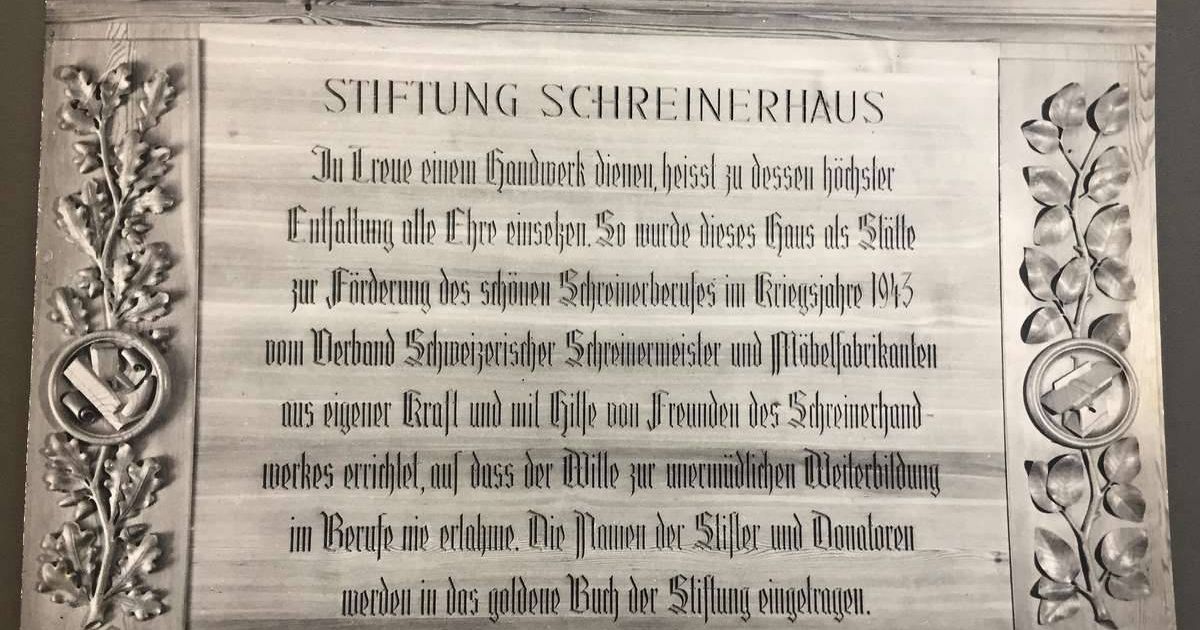 STIFTUNG SCHREINERHAUS
In Treue einem Handwerk dienen, heisst zu dessen höchster
Entfaltung alle Ehre einsetzen. So wurde dieses Haus als Stätte
zur Förderung des schönen Schreinerberufes im Kriegsjahre 1943
vom Verband Schweizerischer Schreinermeister und Möbelfabrikanten
aus eigener Kraft und mit Hilfe von Freunden des Schreinerhand-
werkes errichtet, auf dass der Wille zur unermüdlichen Weiterbildung
im Berufe nie erlahme. Die Namen der Stifter und Donatoren
werden in das goldene Buch der Stiftung eingetragen.